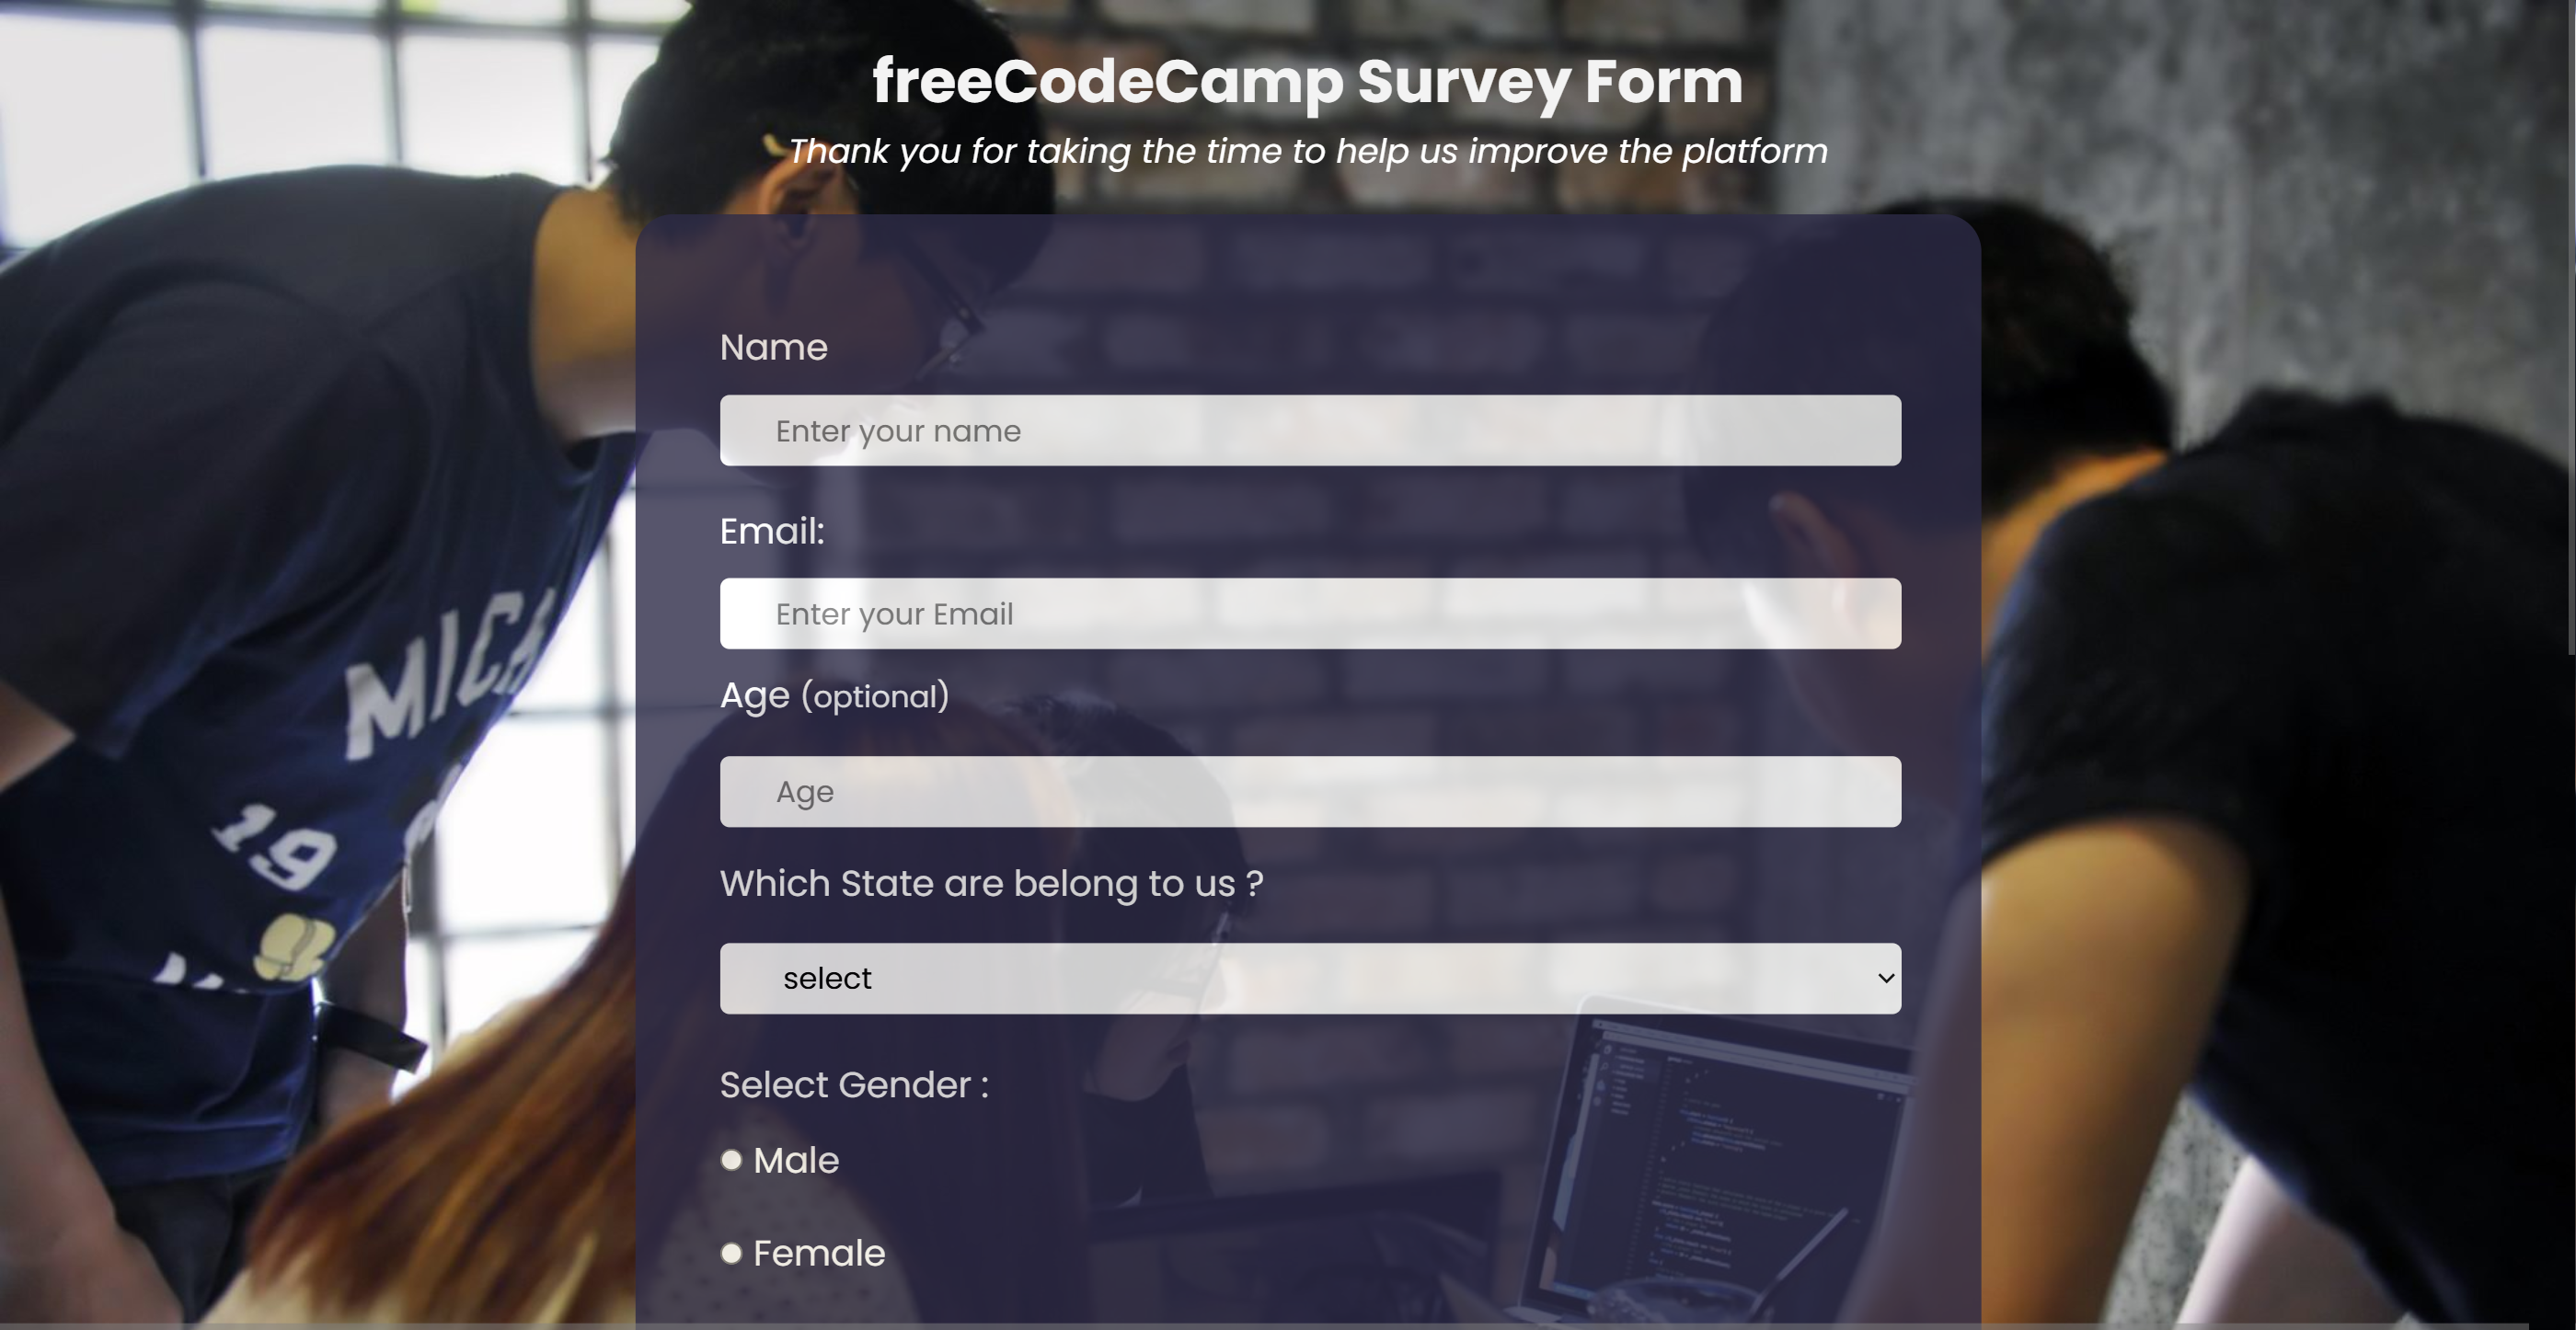 freeCodeCamp Survey Form
Thank you for taking the time to help us improve the platform
Name
Enter your name
Email:
Enter your Email
Age (optional)
Age
Which State are belong to us ?
select
Select Gender :
Male
Female
19